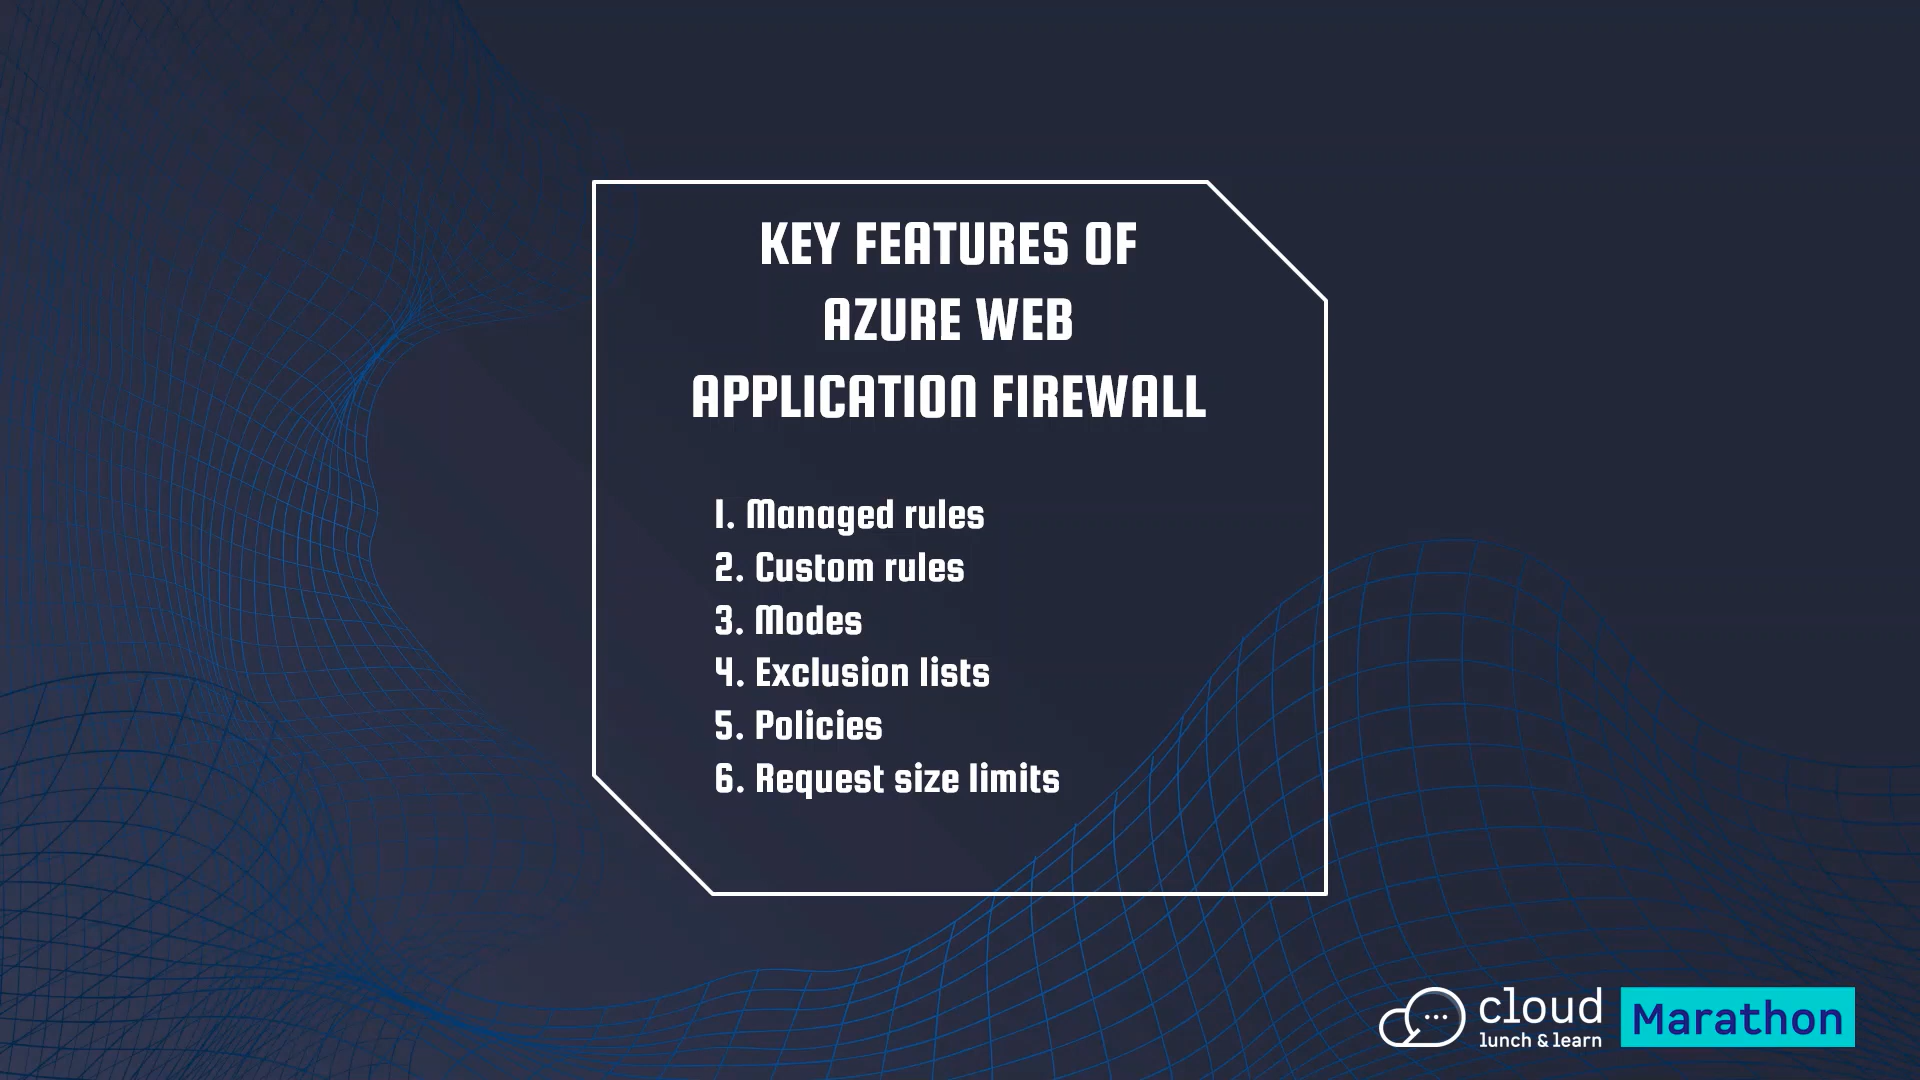 KEY FEATURES OF
AZURE WEB
APPLICATION FIREWALL
1. Managed rules
2. Custom rules
3. Modes
4. Exclusion lists
5. Policies
6. Request size limits
cloud
lunch & learn
Marathon